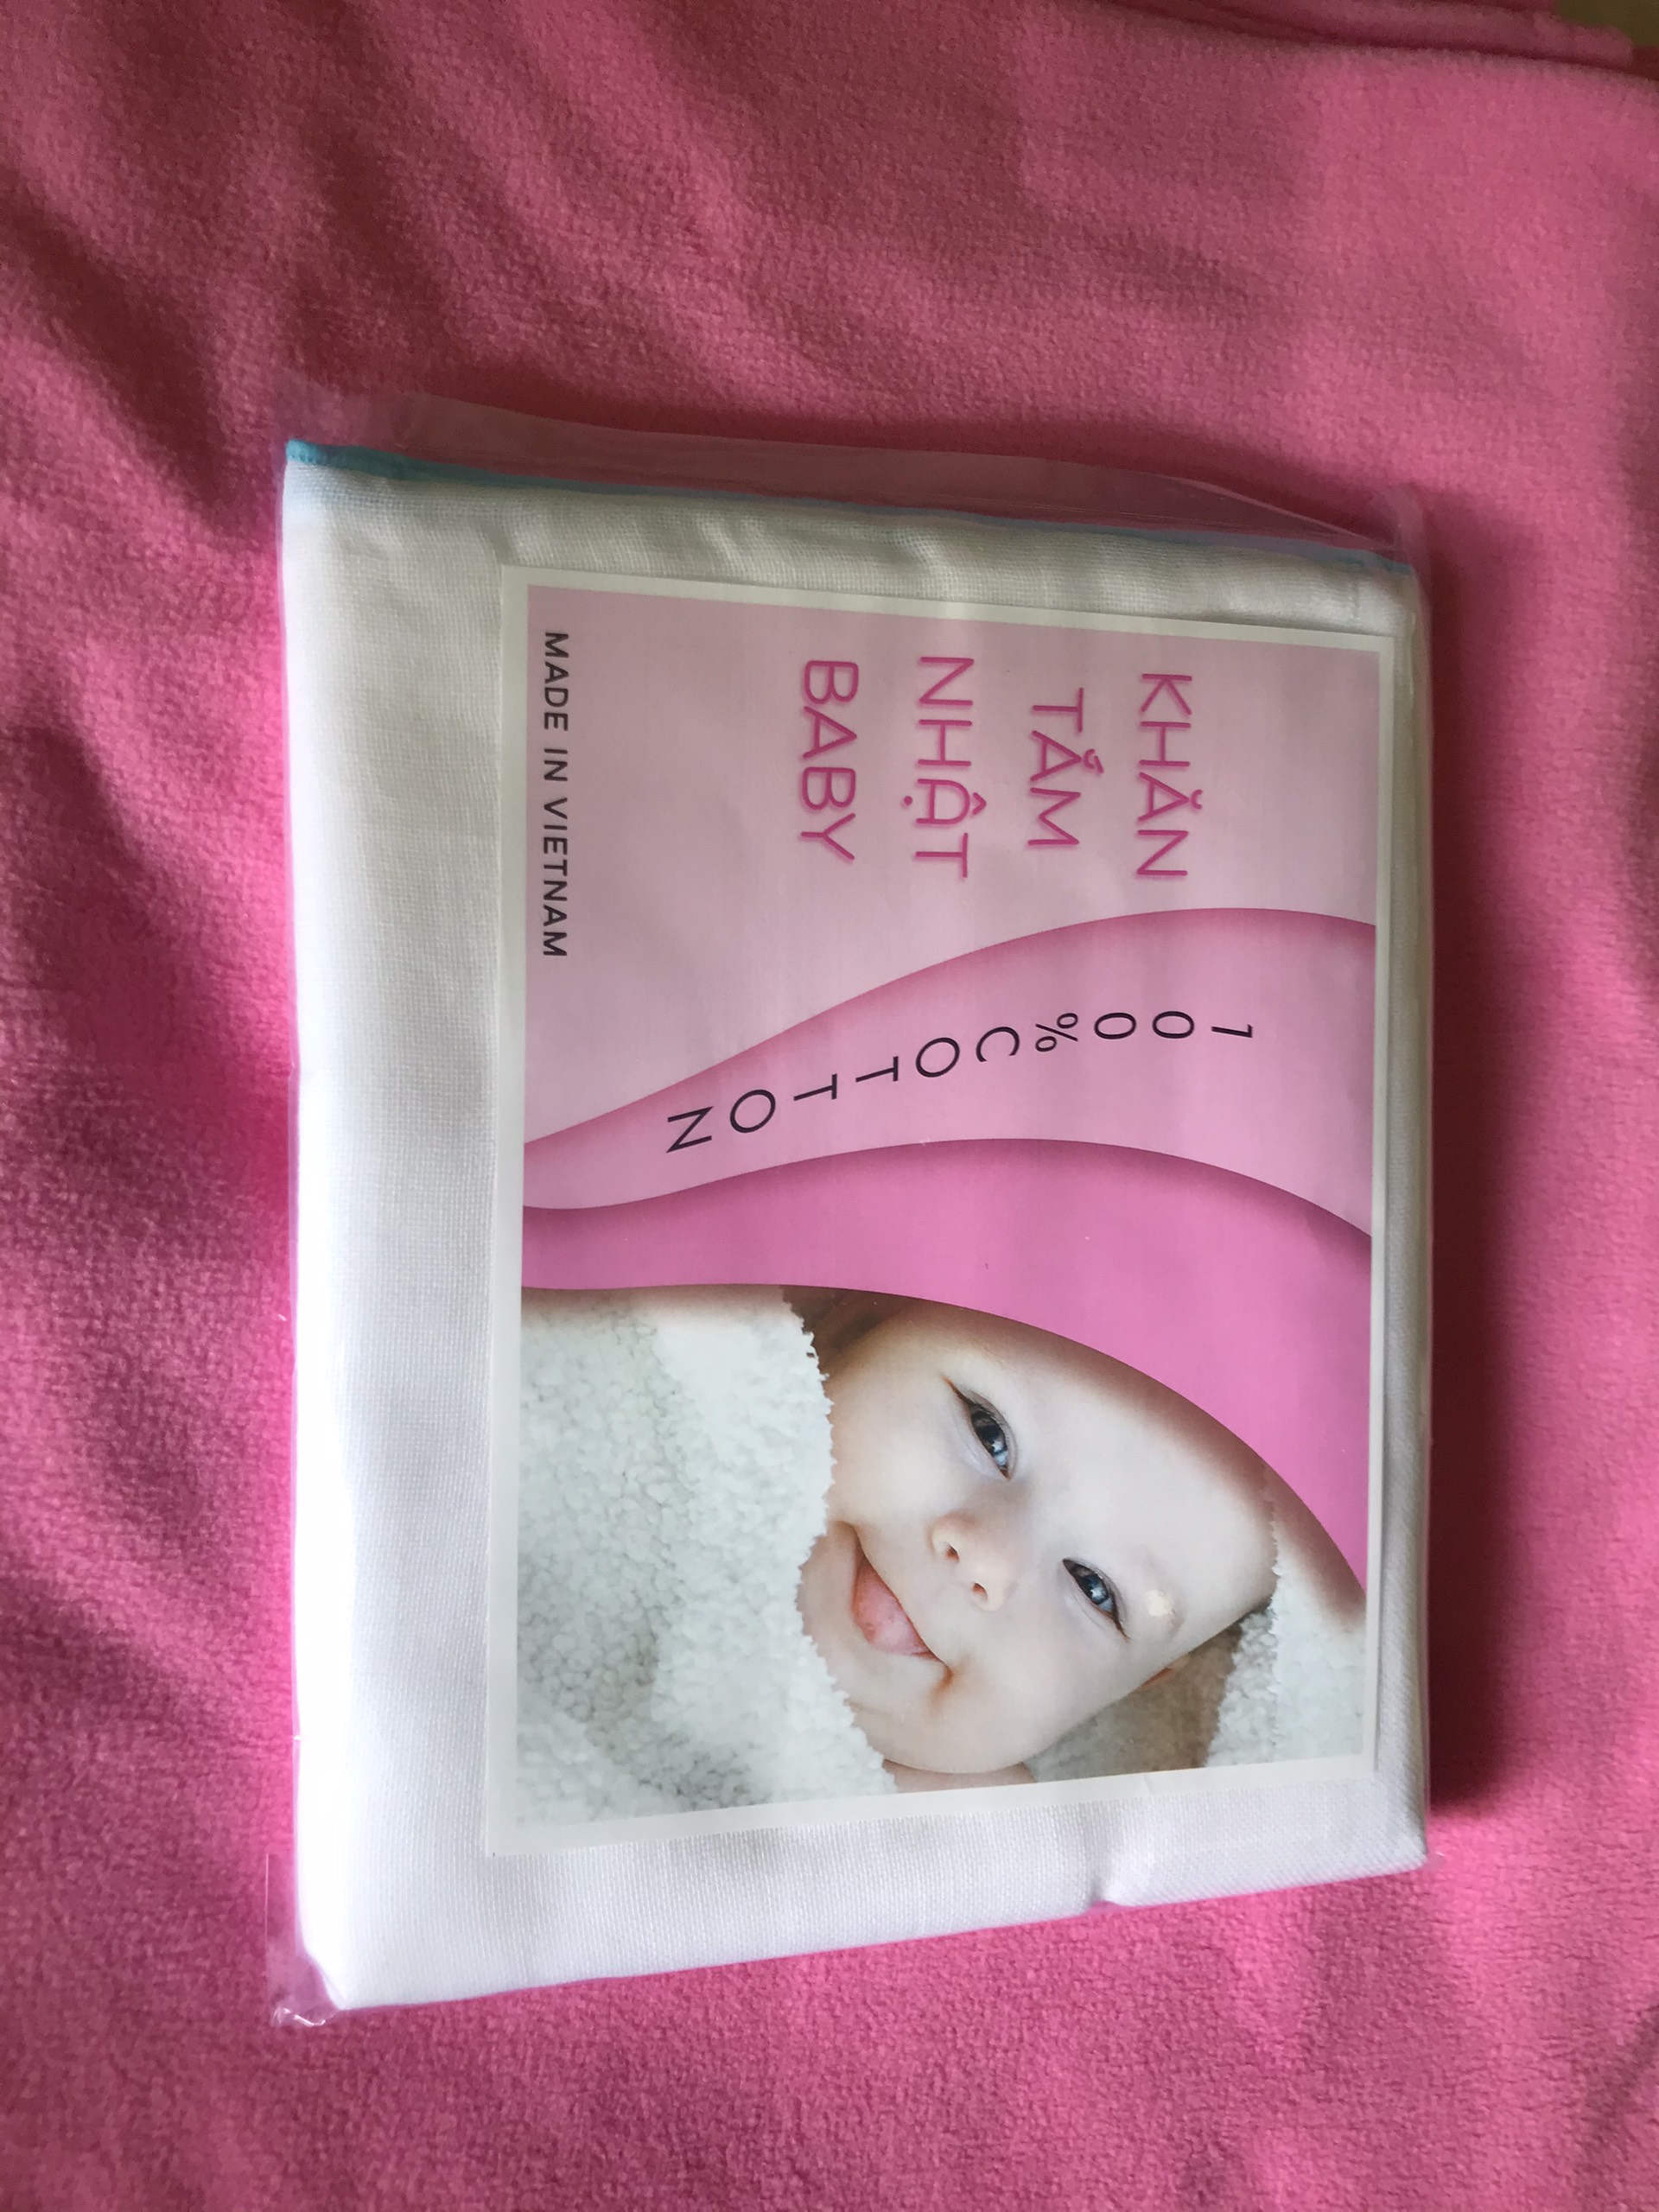 KHĂN
TẮM
NHẬT
BABY
100%COTTON
MADE IN VIETNAM